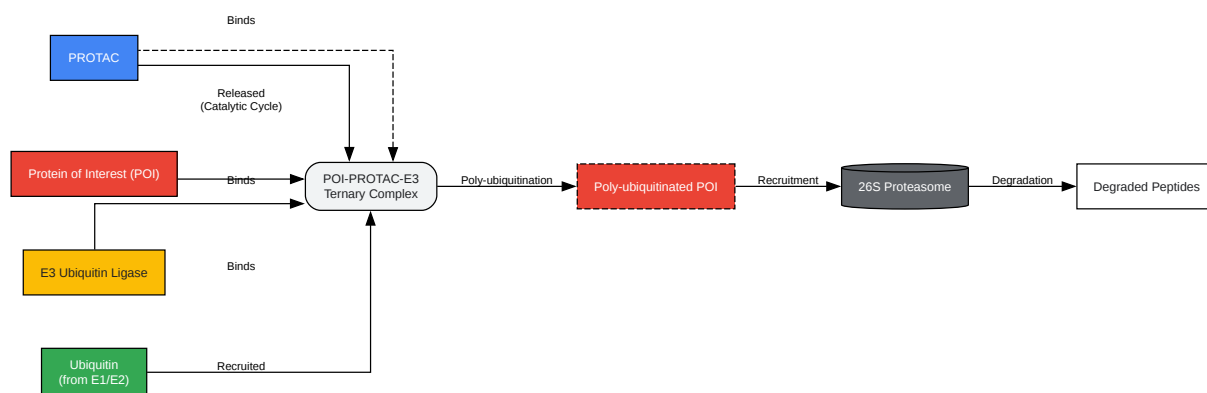 Binds
PROTAC
Released
(Catalytic Cycle)
Protein of Interest (POI)
Binds
POI-PROTAC-E3
Ternary Complex
Poly-ubiquitination
Poly-ubiquitinated POI
Recruitment
26S Proteasome
Degradation
Degraded Peptides
E3 Ubiquitin Ligase
Binds
Ubiquitin
(from E1/E2)
Recruited